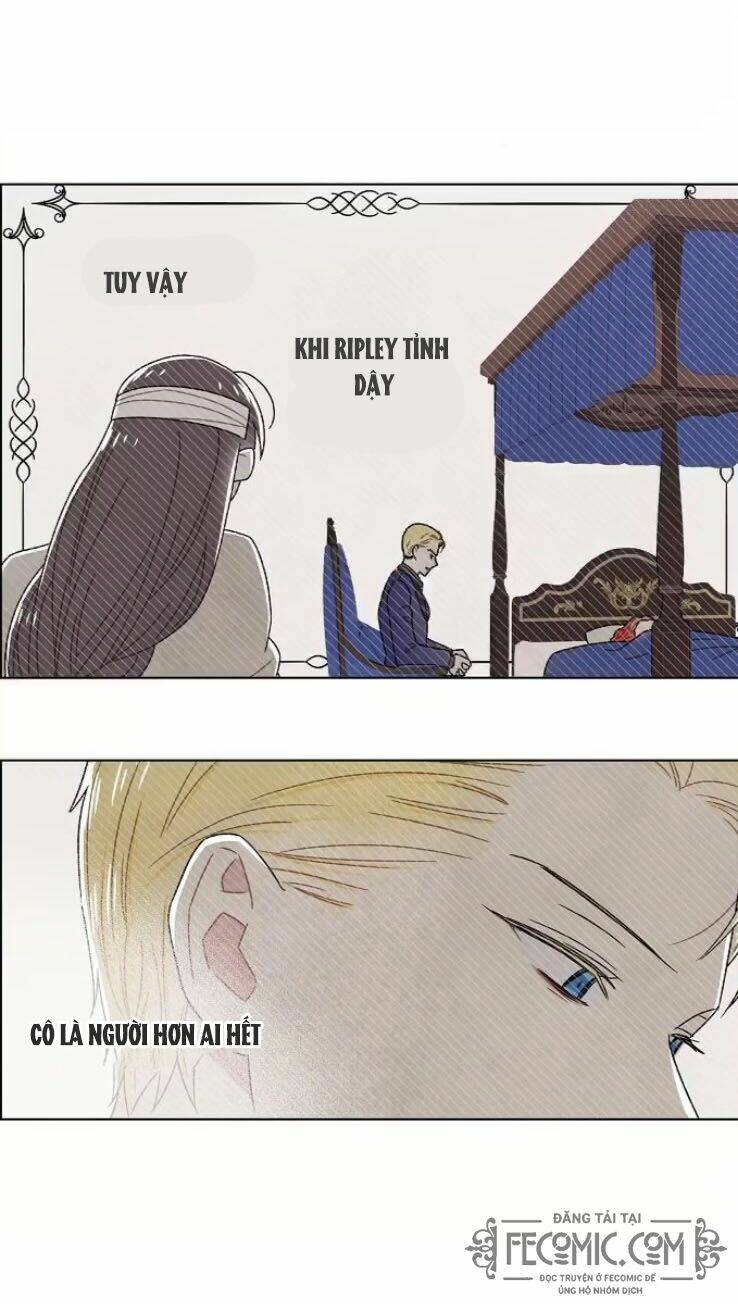 TUY VẬY
KHI RIPLEY TỈNH
DẬY
CÔ LÀ NGƯỜI HƠN AI HẾT
ĐĂNG TẢI TẠI
FECOMIC.COM
ĐỌC TRUYỆN Ở FECOMIC ĐỂ
ỦNG HỘ NHÓM DỊCH